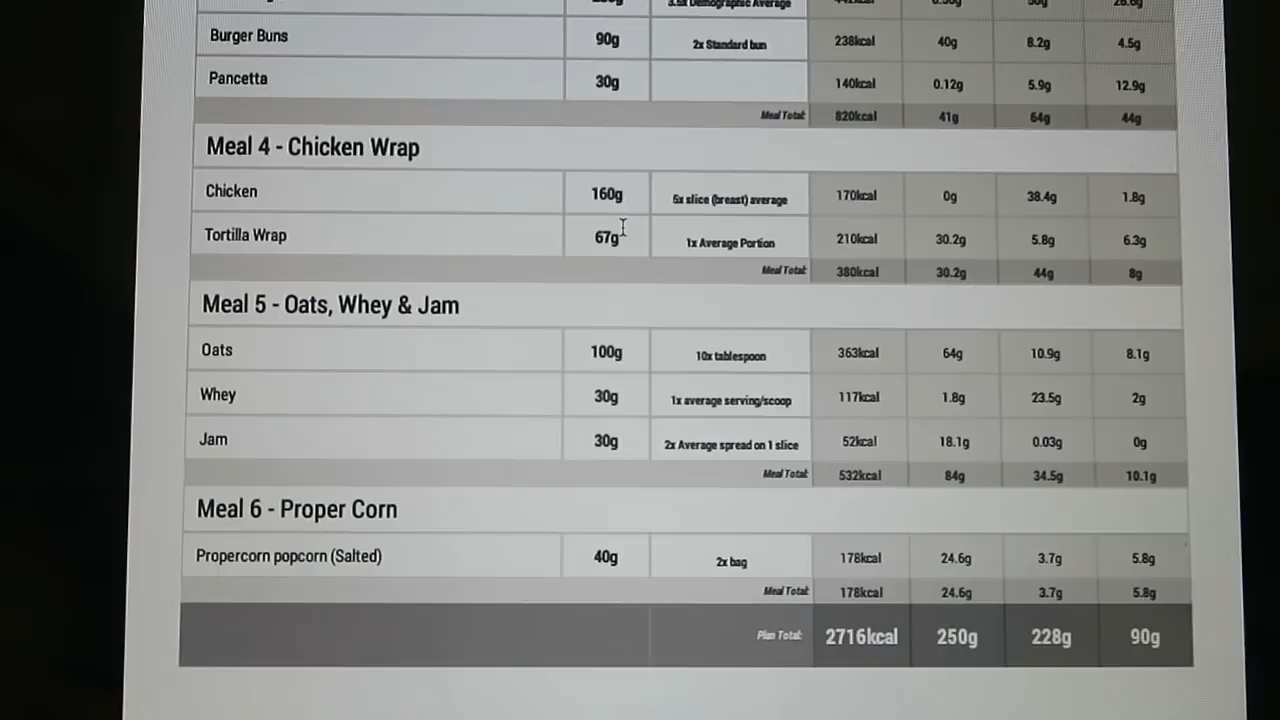 3.5x Demographic Average 50g
Burger Buns 90g 2x Standard bun 238kcal 40g 8.2g 4.5g
Pancetta 30g 140kcal 0.12g 5.9g 12.9g
Meal Total: 820kcal 41g 64g 44g
Meal 4 - Chicken Wrap
Chicken 160g 5x slice (breast) average 170kcal 0g 38.4g 1.8g
Tortilla Wrap 67g 1x Average Portion 210kcal 30.2g 5.8g 6.3g
Meal Total: 380kcal 30.2g 44g 8g
Meal 5 - Oats, Whey & Jam
Oats 100g 10x tablespoon 363kcal 64g 10.9g 8.1g
Whey 30g 1x average serving/scoop 117kcal 1.8g 23.5g 2g
Jam 30g 2x Average spread on 1 slice 52kcal 18.1g 0.03g 0g
Meal Total: 532kcal 84g 34.5g 10.1g
Meal 6 - Proper Corn
Propercorn popcorn (Salted) 40g 2x bag 178kcal 24.6g 3.7g 5.8g
Meal Total: 178kcal 24.6g 3.7g 5.8g
Plan Total: 2716kcal 250g 228g 90g